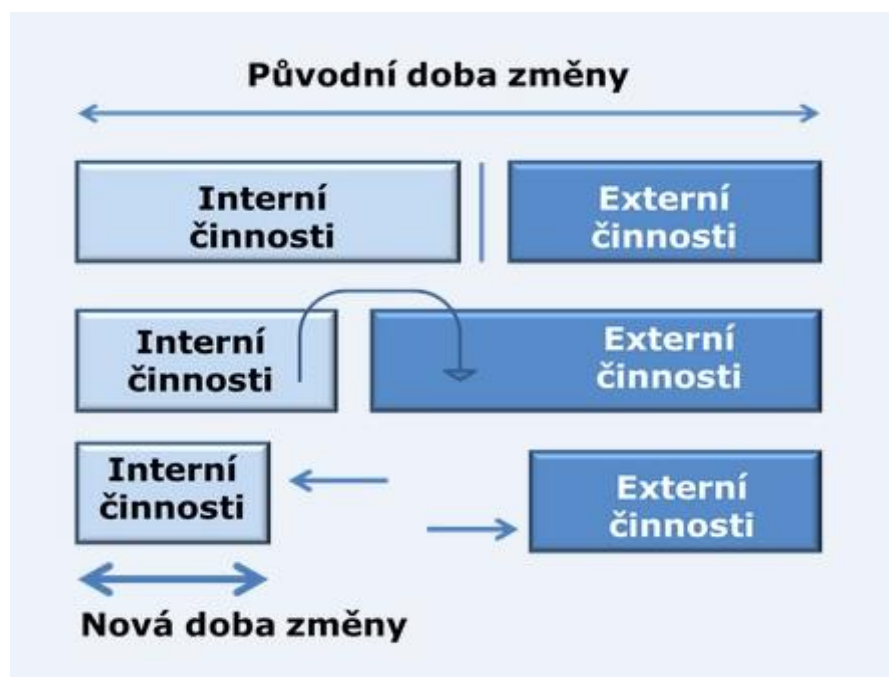 Původní doba změny
Interní
činnosti
Externí
činnosti
Interní
činnosti
Externí
činnosti
Interní
činnosti
Externí
činnosti
Nová doba změny